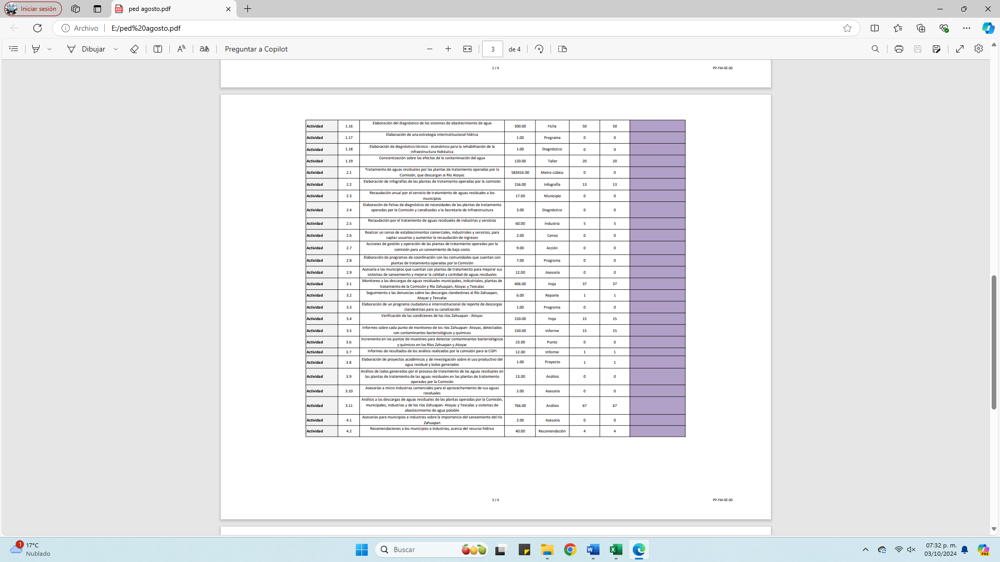 Iniciar sesión
ped agosto.pdf
Archivo
E:/ped%20agosto.pdf
Dibujar
Preguntar a Copilot
3 de 4
2 / 4 PP-FM-0E-00
Actividad 1.16 Elaboración del diagnóstico de los sistemas de abastecimiento de agua 300.00 Ficha 50 50
Actividad 1.17 Elaboración de una estrategia interinstitucional hídrica 1.00 Programa 0 0
Actividad 1.18 Elaboración de diagnóstico técnico - económico para la rehabilitación de la
infraestructura hidráulica 1.00 Diagnóstico 0 0
Actividad 1.19 Concientización sobre los efectos de la contaminación del agua 120.00 Taller 20 20
Actividad 2.1 Tratamiento de aguas residuales por las plantas de tratamiento operadas por la
Comisión, que descargan al Río Atoyac 583416.00 Metro cúbico 0 0
Actividad 2.2 Elaboración de infografías de las plantas de tratamiento operadas por la comisión 156.00 Infografía 13 13
Actividad 2.3 Recaudación anual por el servicio de tratamiento de aguas residuales a los
municipios 17.00 Municipio 0 0
Actividad 2.4 Elaboración de fichas de diagnóstico de necesidades de las plantas de tratamiento
operadas por la Comisión y canalizadas a la Secretaría de Infraestructura 3.00 Diagnóstico 0 0
Actividad 2.5 Recaudación por el tratamiento de aguas residuales de industrias y servicios 60.00 Industria 5 5
Actividad 2.6 Realizar un censo de establecimientos comerciales, industriales y servicios, para
captar usuarios y aumentar la recaudación de ingresos 2.00 Censo 0 0
Actividad 2.7 Acciones de gestión y operación de las plantas de tratamiento operadas por la
comisión para un saneamiento de bajo costo 9.00 Acción 0 0
Actividad 2.8 Elaboración de programas de coordinación con las comunidades que cuentan con
plantas de tratamiento operadas por la Comisión 7.00 Programa 0 0
Actividad 2.9 Asesoría a los municipios que cuentan con plantas de tratamiento para mejorar sus
sistemas de saneamiento y mejorar la calidad y cantidad de aguas residuales 12.00 Asesoría 0 0
Actividad 3.1 Monitoreo a las descargas de aguas residuales municipales, industriales, plantas de
tratamiento de la Comisión y Río Zahuapan, Atoyac y Texcalac 406.00 Hoja 37 37
Actividad 3.2 Seguimiento a las denuncias sobre las descargas clandestinas al Río Zahuapan,
Atoyac y Texcalac 6.00 Reporte 1 1
Actividad 3.3 Elaboración de un programa ciudadano e interinstitucional de reporte de descargas
clandestinas para su canalización 1.00 Programa 0 0
Actividad 3.4 Verificación de las condiciones de los ríos Zahuapan - Atoyac 150.00 Hoja 15 15
Actividad 3.5 Informes sobre cada punto de monitoreo de los ríos Zahuapan- Atoyac, detectados
con contaminantes bacteriológicos y químicos 150.00 Informe 15 15
Actividad 3.6 Incremento en los puntos de muestreo para detectar contaminantes bacteriológicos
y químicos en los Ríos Zahuapan y Atoyac 23.00 Punto 0 0
Actividad 3.7 Informes de resultados de los análisis realizados por la comisión para la CGPI 12.00 Informe 1 1
Actividad 3.8 Elaboración de proyectos académicos y de investigación sobre el uso productivo del
agua residual y lodos generados 1.00 Proyecto 1 1
Actividad 3.9 Análisis de lodos generados por el proceso de tratamiento de las aguas residuales en
las plantas de tratamiento de las aguas residuales en las plantas de tratamiento
operadas por la Comisión 13.00 Análisis 0 0
Actividad 3.10 Asesorías a micro industrias comerciales para el aprovechamiento de sus aguas
residuales 2.00 Asesoría 0 0
Actividad 3.11 Análisis a las descargas de aguas residuales de las plantas operadas por la Comisión,
municipales, industrias y de los ríos Zahuapan- Atoyac y Texcalac y sistemas de
abastecimiento de agua potable 766.00 Análisis 67 67
Actividad 4.1 Asesorías para municipios e industrias sobre la importancia del saneamiento del río
Zahuapan 2.00 Asesoría 0 0
Actividad 4.2 Recomendaciones a los municipios e industrias, acerca del recurso hídrico 40.00 Recomendación 4 4
3 / 4 PP-FM-0E-00
1 17°C
Nublado
Buscar
07:32 p. m.
03/10/2024
PRE